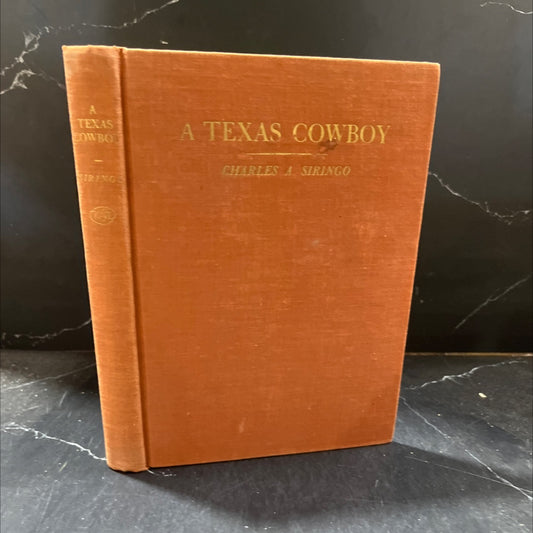 A
TEXAS
COWBOY
SIRINGO
A TEXAS COWBOY
CHARLES A. SIRINGO